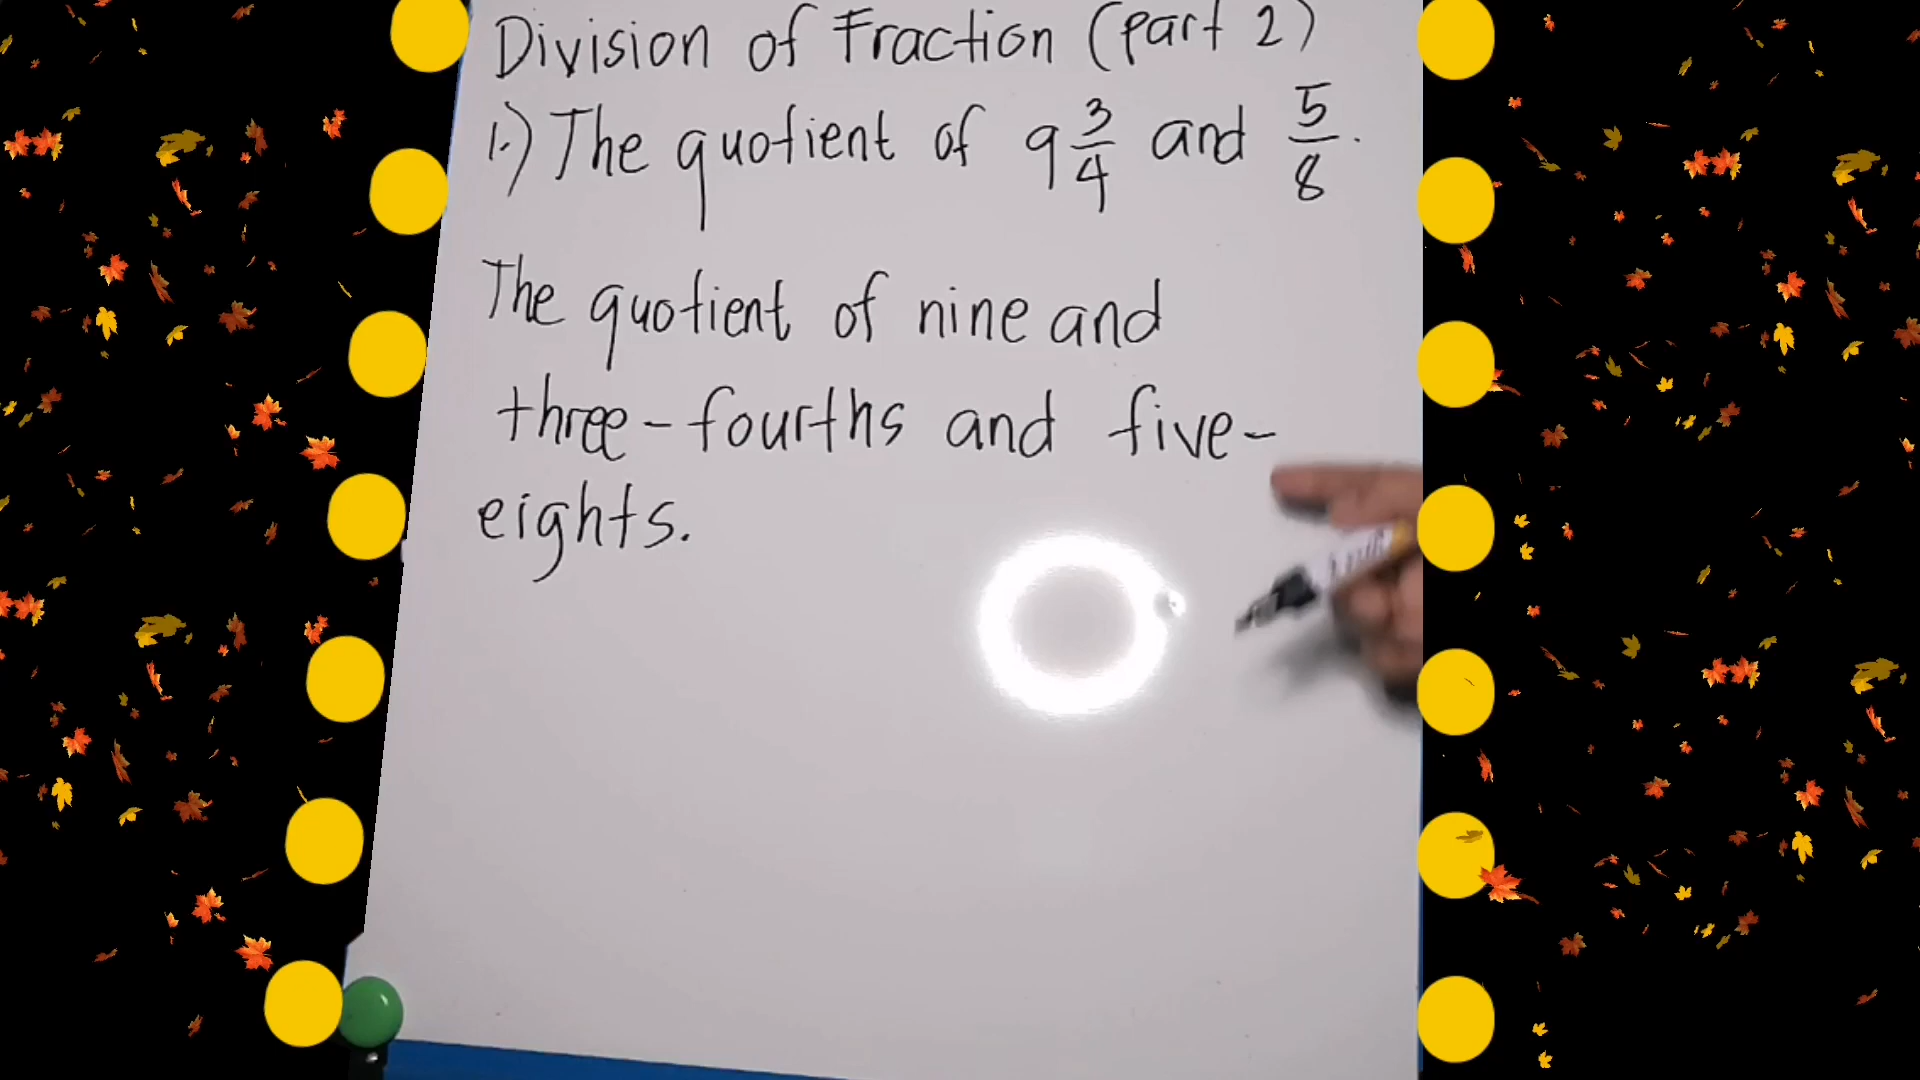 Division of Fraction (part 2)
1.) The quotient of 9 3/4 and 5/8.
The quotient of nine and
three-fourths and five-
eights.